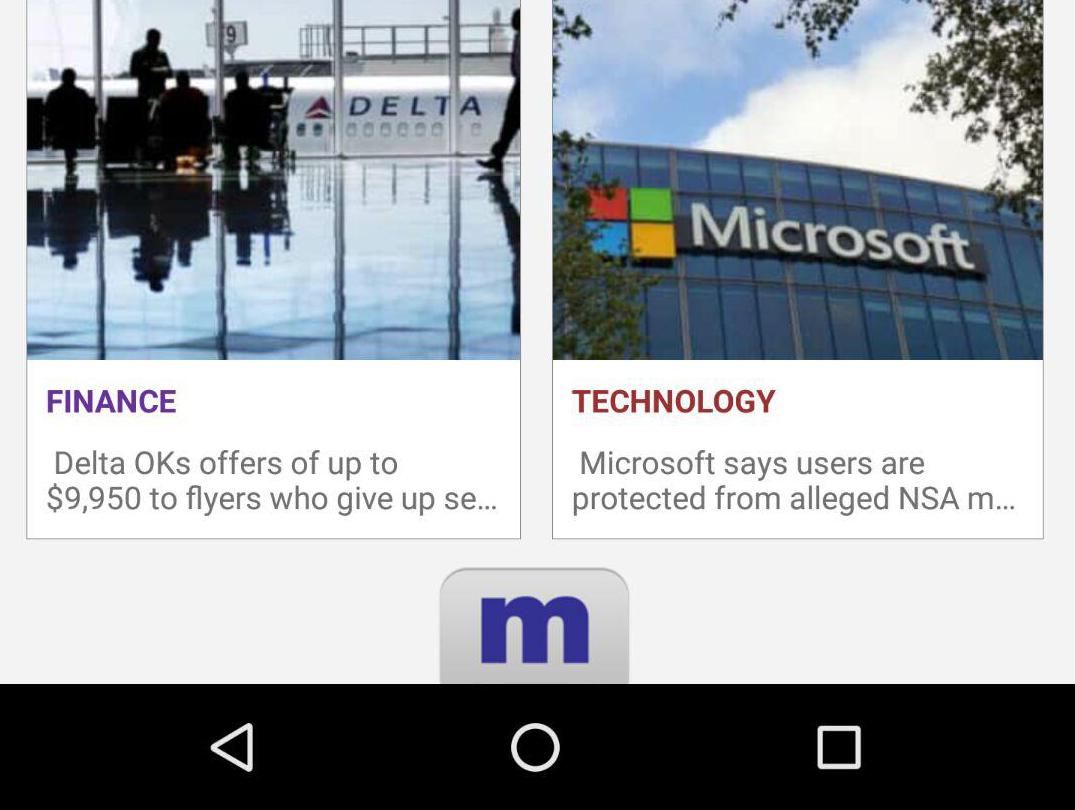 9
DELTA
Microsoft
FINANCE
Delta OKs offers of up to
$9,950 to flyers who give up se...
TECHNOLOGY
Microsoft says users are
protected from alleged NSA m...
m